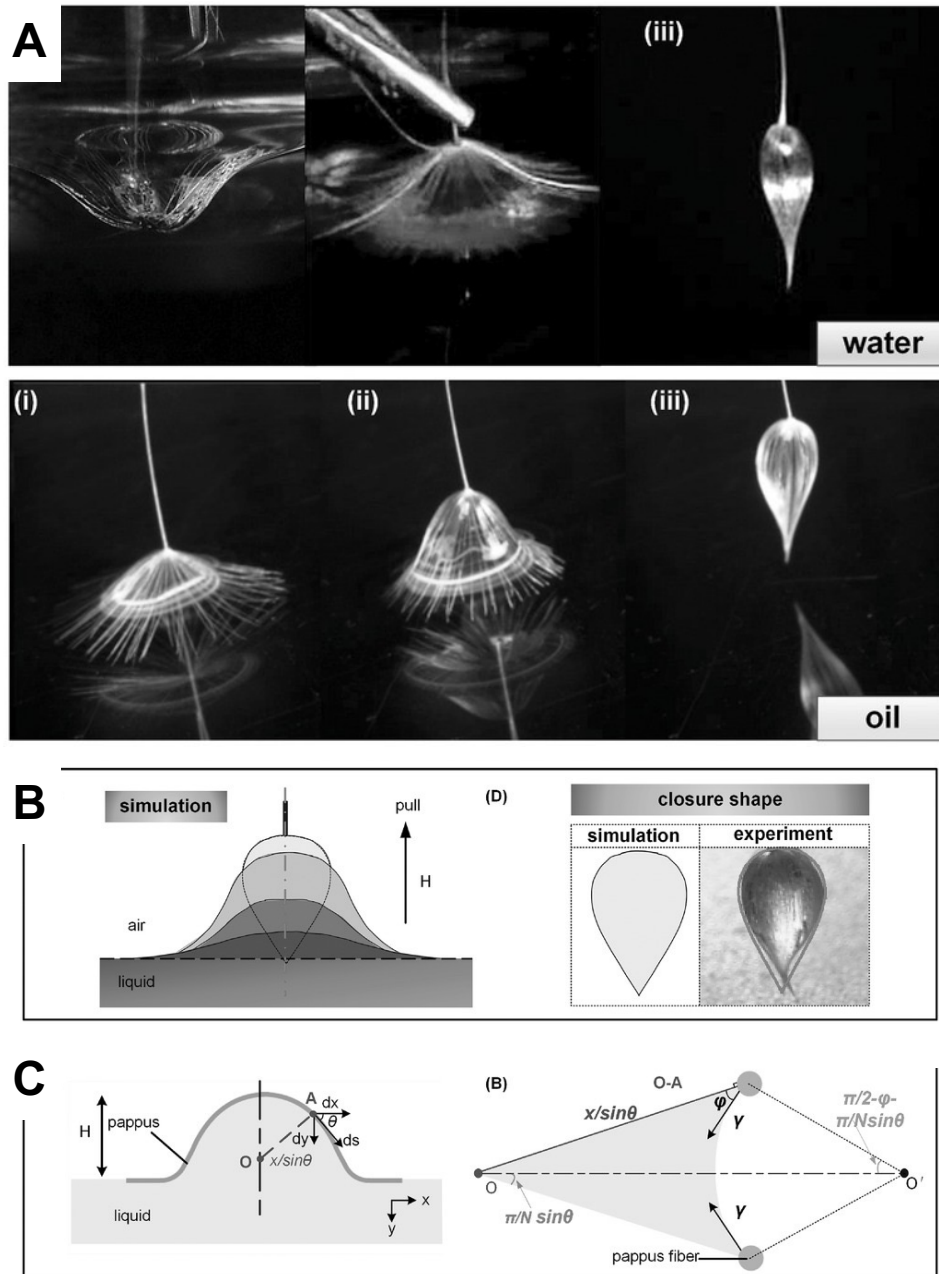 A
(iii)
water
(i)
(ii)
(iii)
oil
B
simulation
pull
H
air
liquid
(D)
closure shape
simulation
experiment
C
H
pappus
A
dx
θ
dy
ds
O
x/sinθ
liquid
x
y
(B)
O-A
x/sinθ
φ
γ
π/2-φ-
π/Nsinθ
O
O'
π/N sinθ
γ
pappus fiber